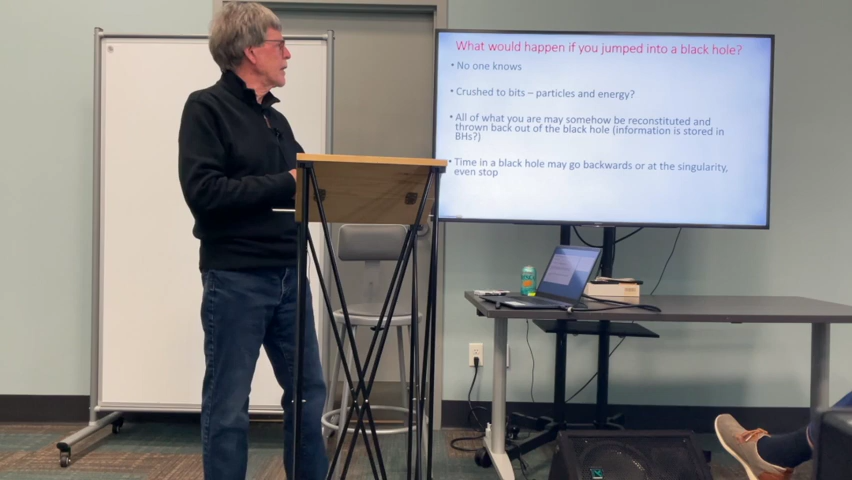 What would happen if you jumped into a black hole?
• No one knows
• Crushed to bits – particles and energy?
• All of what you are may somehow be reconstituted and
thrown back out of the black hole (information is stored in
BHs?)
• Time in a black hole may go backwards or at the singularity,
even stop